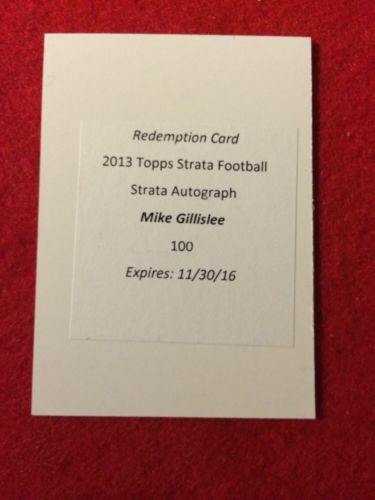 Redemption Card
2013 Topps Strata Football
Strata Autograph
Mike Gillislee
100
Expires: 11/30/16